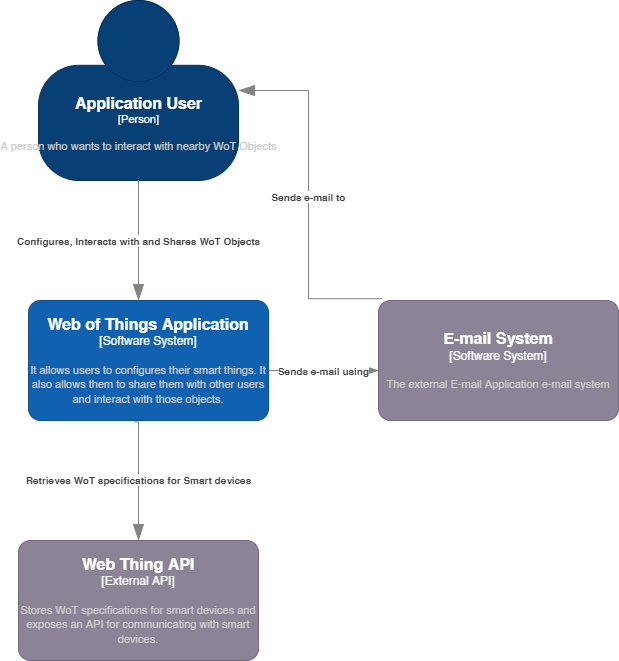 Application User
[Person]
A person who wants to interact with nearby WoT Objects
Sends e-mail to
Configures, Interacts with and Shares WoT Objects
Web of Things Application
[Software System]
It allows users to configures their smart things. It
also allows them to share them with other users
and interact with those objects.
Sends e-mail using
E-mail System
[Software System]
The external E-mail Application e-mail system
Retrieves WoT specifications for Smart devices
Web Thing API
[External API]
Stores WoT specifications for smart devices and
exposes an API for communicating with smart
devices.